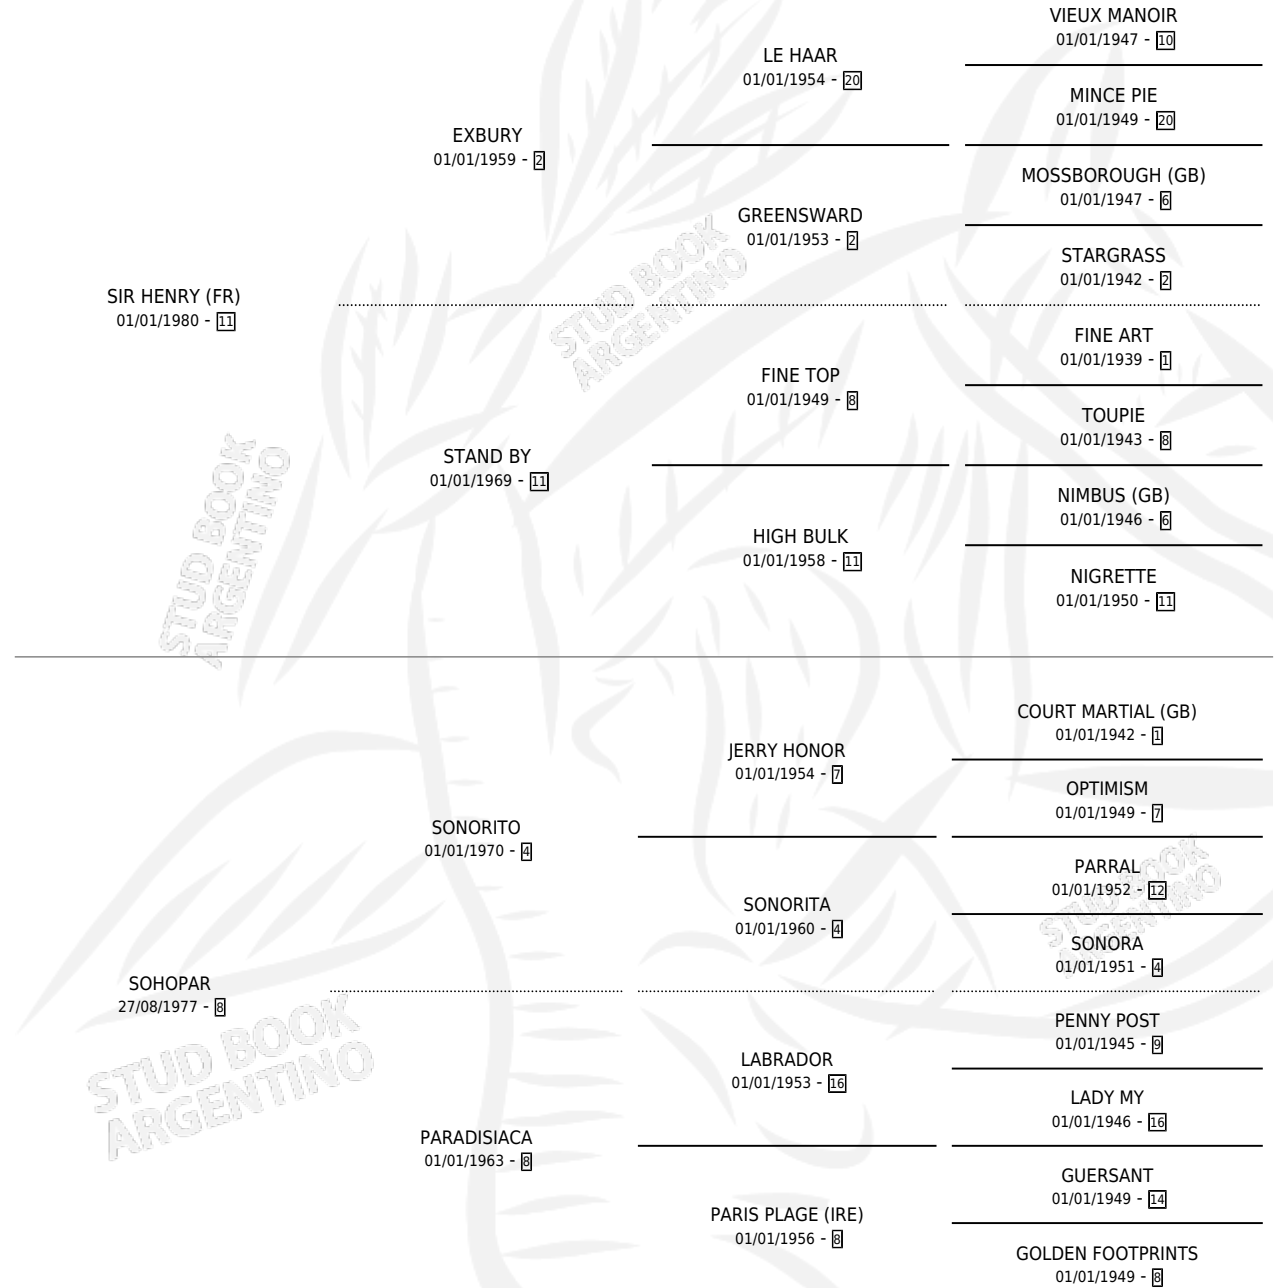 VIEUX MANOIR
01/01/1947 - 10
LE HAAR
01/01/1954 - 20
MINCE PIE
01/01/1949 - 20
EXBURY
01/01/1959 - 2
MOSSBOROUGH (GB)
01/01/1947 - 6
GREENSWARD
01/01/1953 - 2
STARGRASS
01/01/1942 - 2
SIR HENRY (FR)
01/01/1980 - 11
STUD BOOK
ARGENTINO
FINE ART
01/01/1939 - 1
FINE TOP
01/01/1949 - 8
TOUPIE
01/01/1943 - 8
STAND BY
01/01/1969 - 11
NIMBUS (GB)
01/01/1946 - 6
HIGH BULK
01/01/1958 - 11
NIGRETTE
01/01/1950 - 11
STUD BOOK
ARGENTINO
COURT MARTIAL (GB)
01/01/1942 - 1
JERRY HONOR
01/01/1954 - 7
OPTIMISM
01/01/1949 - 7
SONORITO
01/01/1970 - 4
PARRAL
01/01/1952 - 12
SONORITA
01/01/1960 - 4
SONORA
01/01/1951 - 4
STUD BOOK
ARGENTINO
SOHOPAR
27/08/1977 - 8
PENNY POST
01/01/1945 - 9
LABRADOR
01/01/1953 - 16
LADY MY
01/01/1946 - 16
STUD BOOK
ARGENTINO
PARADISIACA
01/01/1963 - 8
GUERSANT
01/01/1949 - 14
PARIS PLAGE (IRE)
01/01/1956 - 8
GOLDEN FOOTPRINTS
01/01/1949 - 8